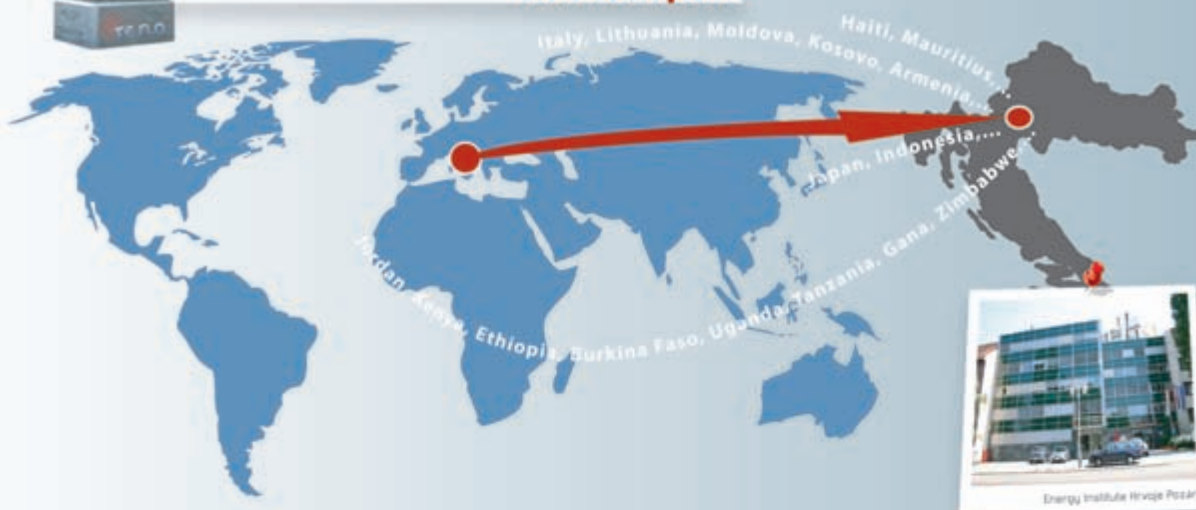 Haiti, Mauritius,...
Italy, Lithuania, Moldova, Kosovo, Armenia,...
Japan, Indonesia,...
Jordan, Kenya, Ethiopia, Burkina Faso, Uganda, Tanzania, Gana, Zimbabwe...
Energy Institute Hrvoje Požar